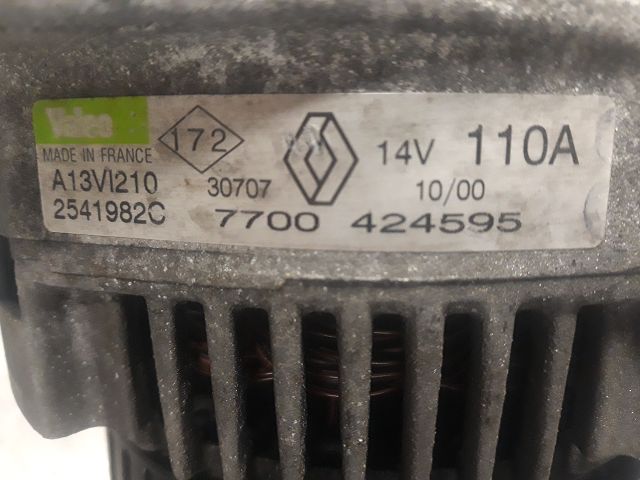 Valeo 172 14V 110A
MADE IN FRANCE
A13VI210 30707 10/00
2541982C 7700 424595